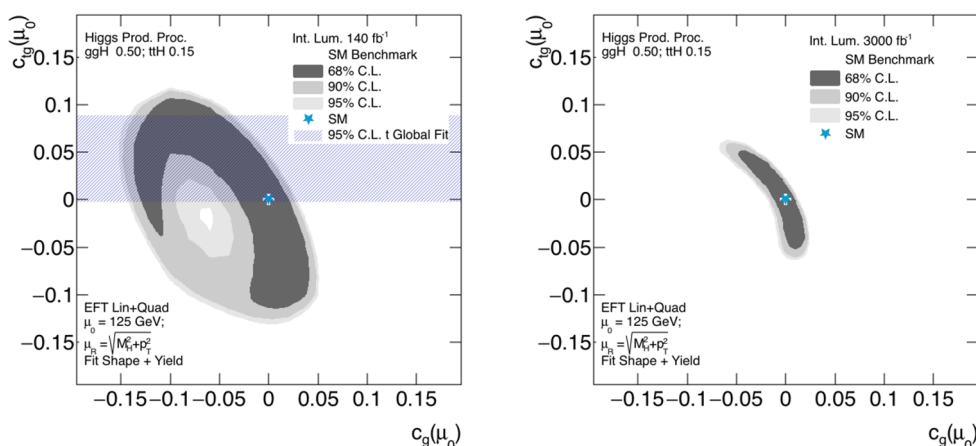 c_tg(μ_0)
Higgs Prod. Proc.
ggH 0.50; ttH 0.15
Int. Lum. 140 fb⁻¹
SM Benchmark
68% C.L.
90% C.L.
95% C.L.
SM
95% C.L. t Global Fit
0.15
0.1
0.05
0
−0.05
−0.1
−0.15
EFT Lin+Quad
μ_0 = 125 GeV;
μ_R = √M_H²+p_T²
Fit Shape + Yield
−0.15 −0.1 −0.05 0 0.05 0.1 0.15
c_g(μ_0)
c_tg(μ_0)
Higgs Prod. Proc.
ggH 0.50; ttH 0.15
Int. Lum. 3000 fb⁻¹
SM Benchmark
68% C.L.
90% C.L.
95% C.L.
SM
0.15
0.1
0.05
0
−0.05
−0.1
−0.15
EFT Lin+Quad
μ_0 = 125 GeV;
μ_R = √M_H²+p_T²
Fit Shape + Yield
−0.15 −0.1 −0.05 0 0.05 0.1 0.15
c_g(μ_0)